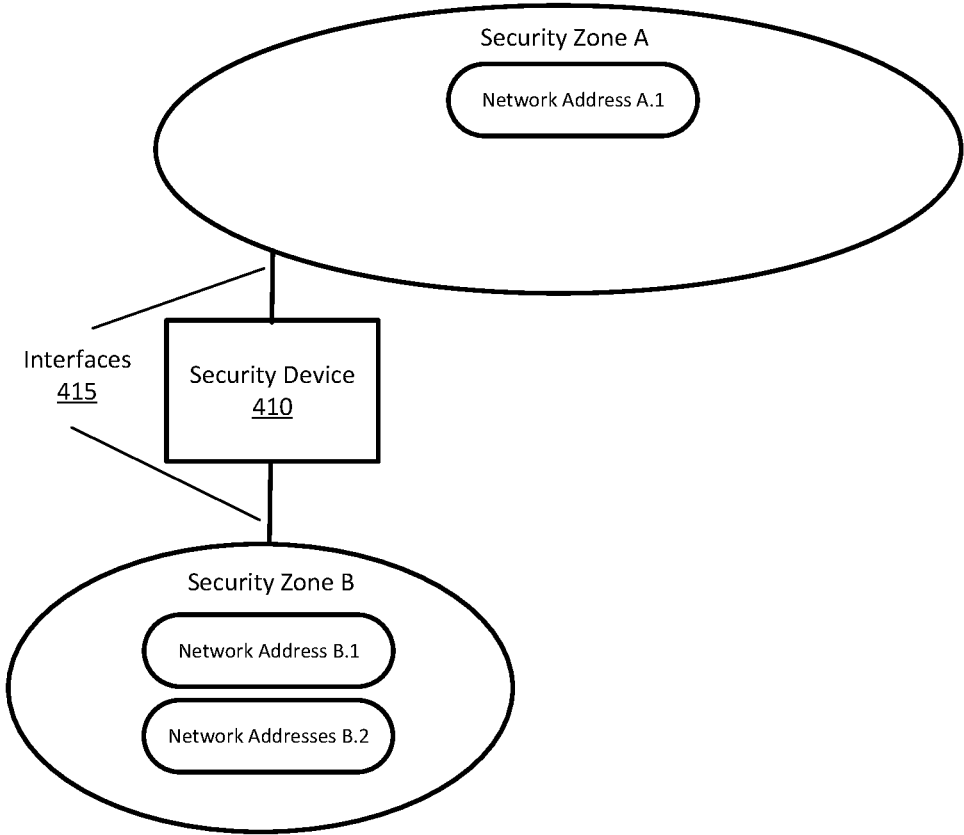 Security Zone A
Network Address A.1
Interfaces
415
Security Device
410
Security Zone B
Network Address B.1
Network Addresses B.2